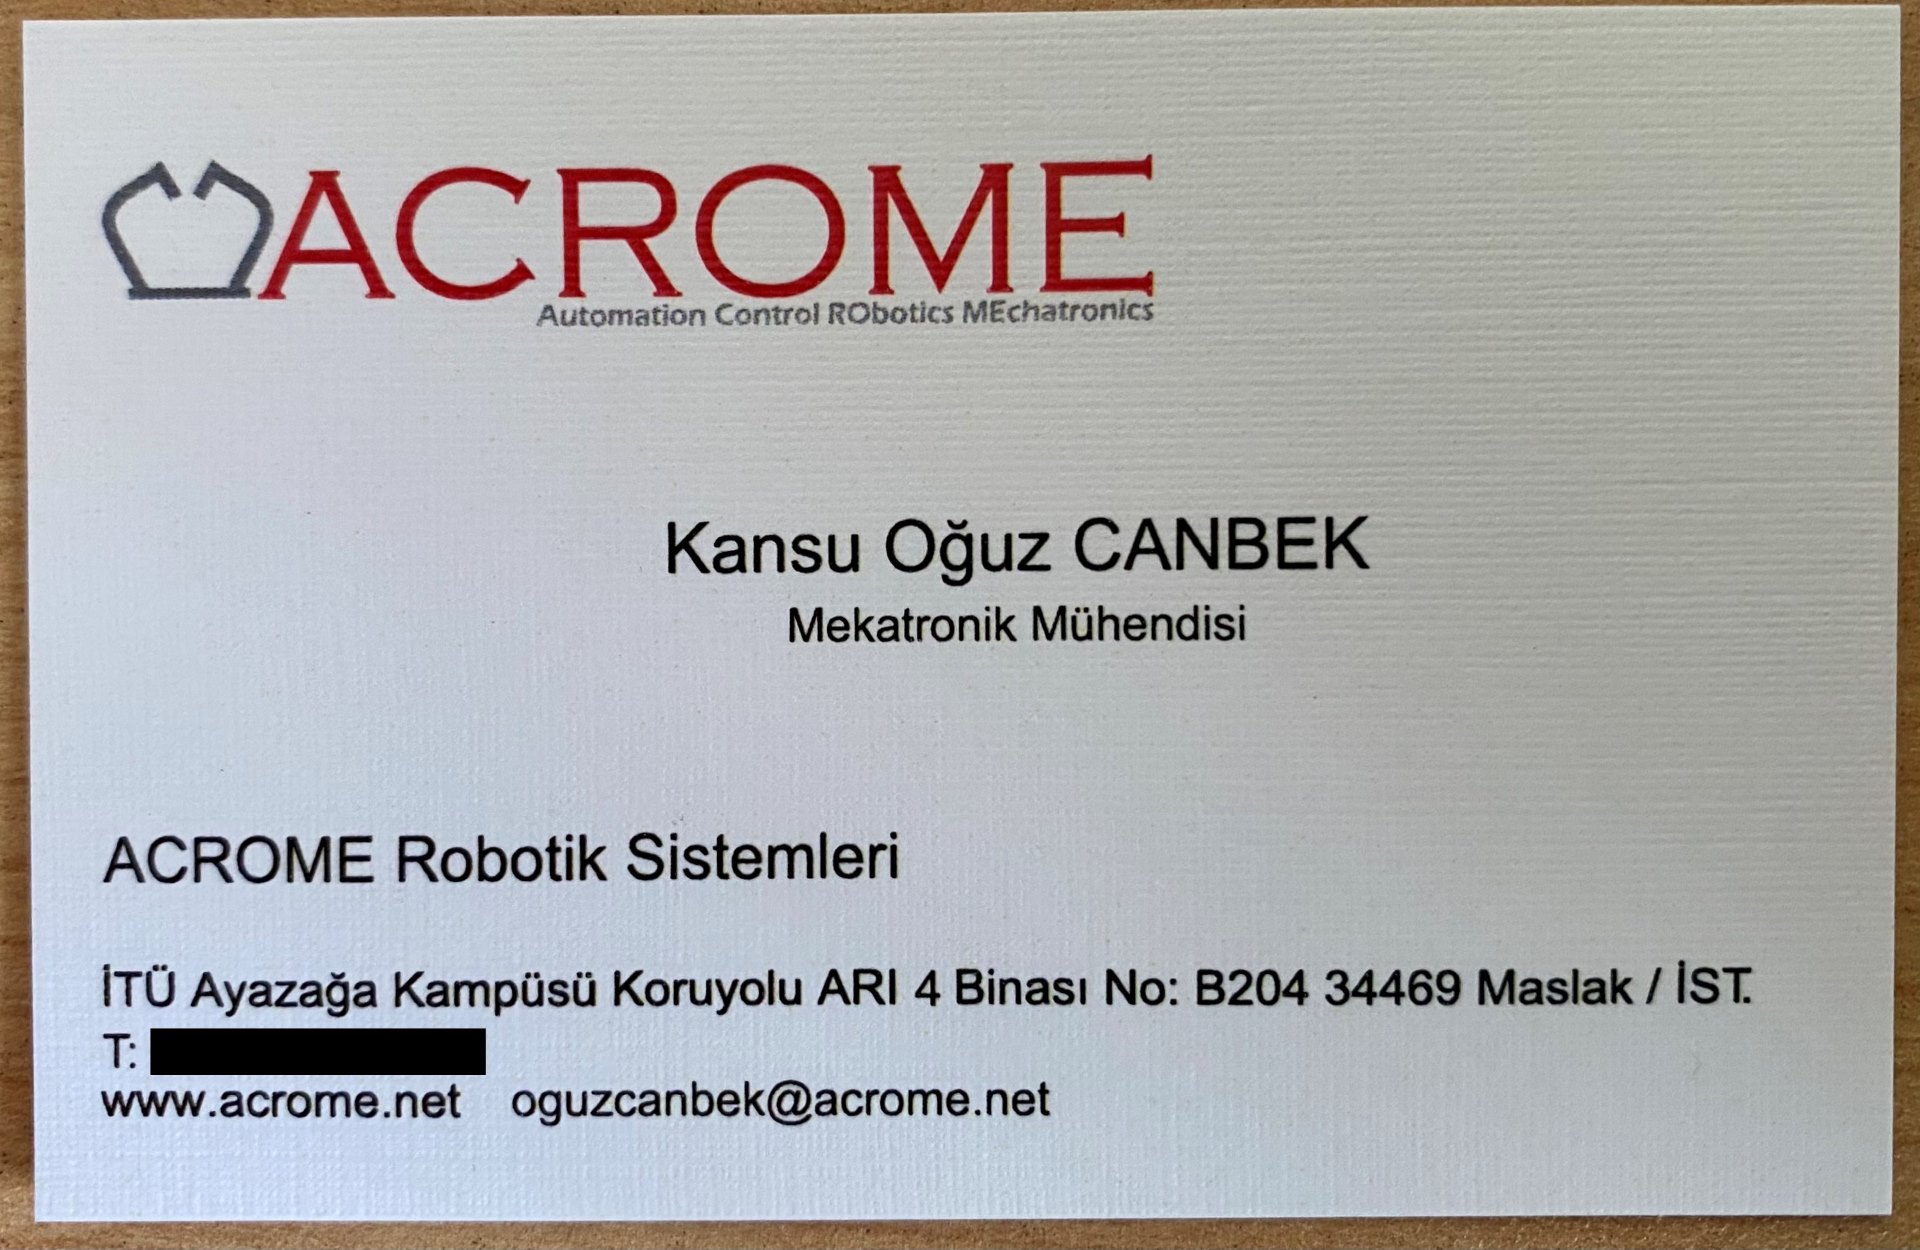 ACROME
Automation Control RObotics MEchatronics
Kansu Oğuz CANBEK
Mekatronik Mühendisi
ACROME Robotik Sistemleri
İTÜ Ayazağa Kampüsü Koruyolu ARI 4 Binası No: B204 34469 Maslak / İST.
T:
www.acrome.net oguzcanbek@acrome.net